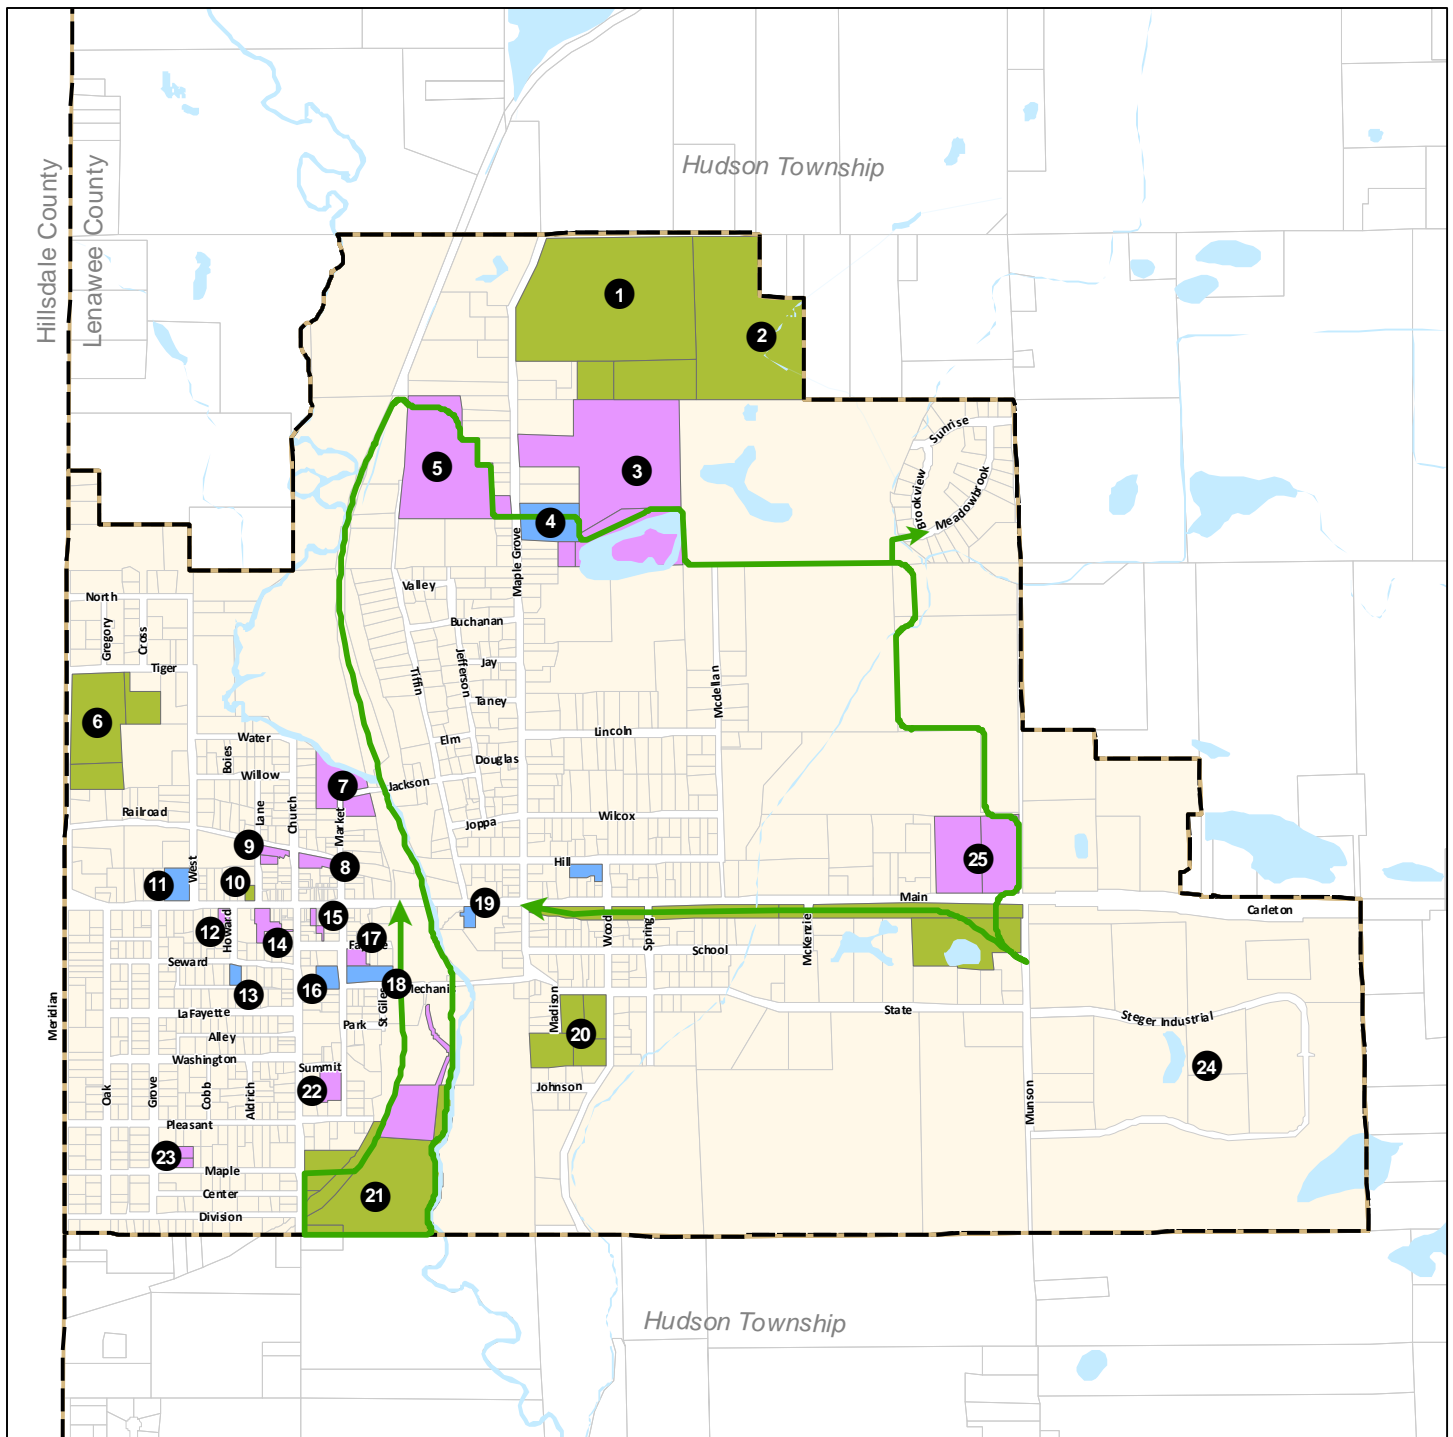 Hudson Township
Hillsdale County
Lenawee County
1
2
Sunrise
Brookview
Meadowbrook
3
5
4
Maple Grove
Valley
North
Gregory
Cross
Buchanan
Jefferson
Jay
Tiger
Tiffin
Taney
Mcclellan
6
Water
Elm
Lincoln
Boies
Willow
Douglas
7
Jackson
Railroad
Lane
Church
Market
Joppa
Wilcox
9
8
Hill
25
West
11
10
Main
19
Carleton
12
Howard
14
15
17
Wood
Spring
School
McKenzie
Seward
13
16
18
St Giles
Meridian
LaFayette
Park
Madison
State
Steger Industrial
20
Alley
Washington
Summit
22
24
Oak
Grove
Cobb
Aldrich
Johnson
Munson
Pleasant
23
Maple
Center
21
Division
Hudson Township